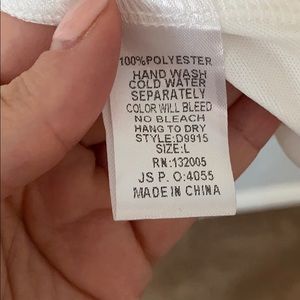 100%POLYESTER
HAND WASH
COLD WATER
SEPARATELY
COLOR WILL BLEED
NO BLEACH
HANG TO DRY
STYLE:D9915
SIZE:L
RN:132005
JS P. O:4055
MADE IN CHINA